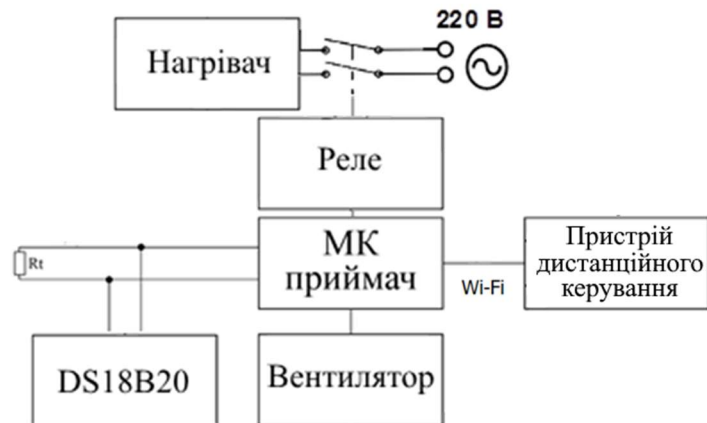 220 В
Нагрівач
Реле
МК
приймач
Пристрій
дистанційного
керування
Wi-Fi
Rt
DS18B20
Вентилятор